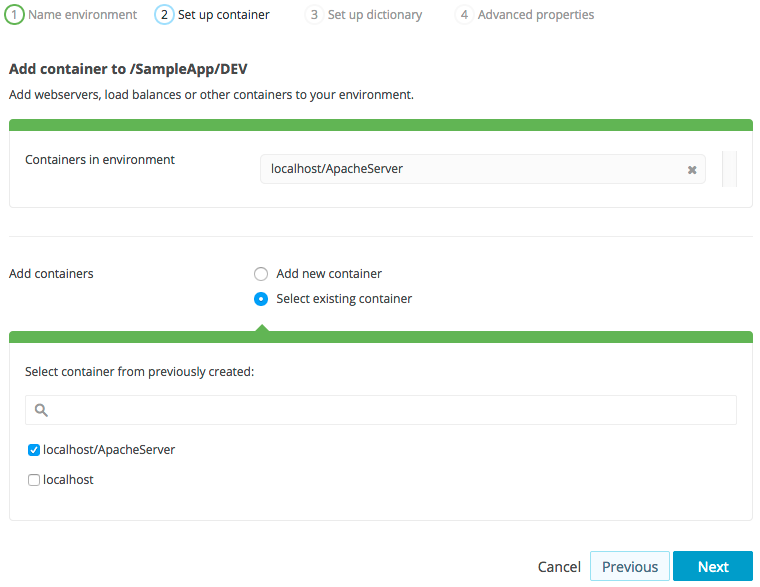 1 Name environment 2 Set up container 3 Set up dictionary 4 Advanced properties
Add container to /SampleApp/DEV
Add webservers, load balances or other containers to your environment.
Containers in environment localhost/ApacheServer
Add containers Add new container
Select existing container
Select container from previously created:
localhost/ApacheServer
localhost
Cancel Previous Next